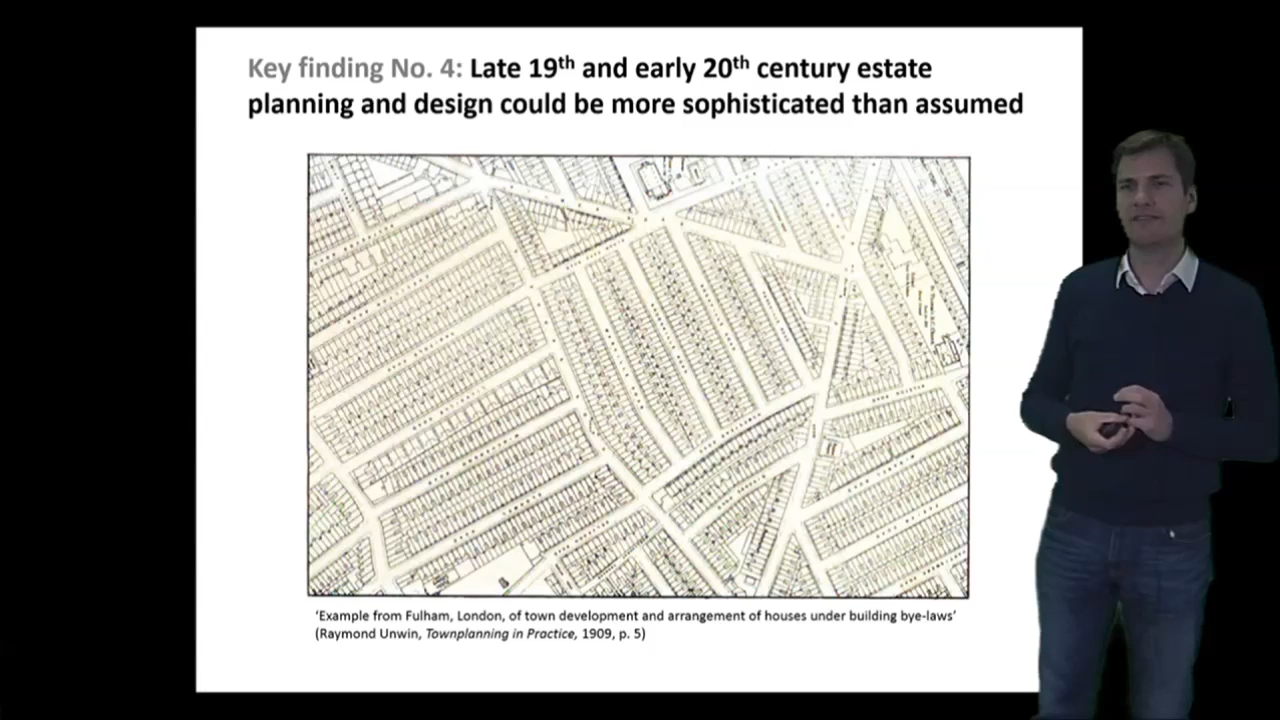 Key finding No. 4: Late 19th and early 20th century estate
planning and design could be more sophisticated than assumed
'Example from Fulham, London, of town development and arrangement of houses under building bye-laws'
(Raymond Unwin, Townplanning in Practice, 1909, p. 5)